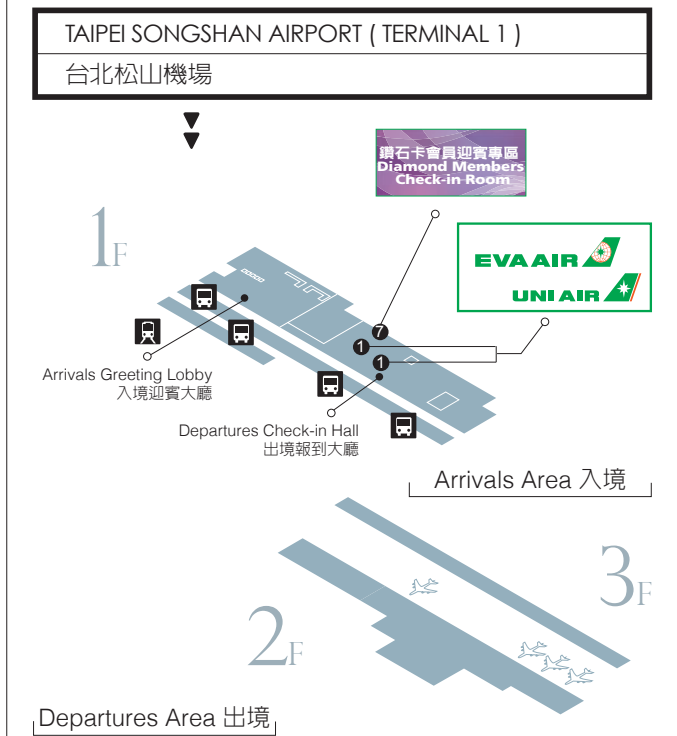 TAIPEI SONGSHAN AIRPORT ( TERMINAL 1 )
台北松山機場
鑽石卡會員迎賓專區
Diamond Members
Check-in Room
1F
EVA AIR
UNI AIR
7
1
1
Arrivals Greeting Lobby
入境迎賓大廳
Departures Check-in Hall
出境報到大廳
Arrivals Area 入境
3F
2F
Departures Area 出境